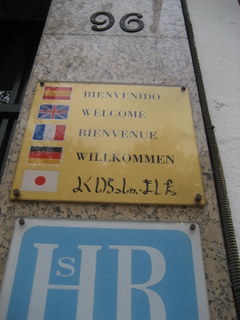 96
BIENVENIDO
WELCOME
BIENVENUE
WILLKOMMEN
HSR